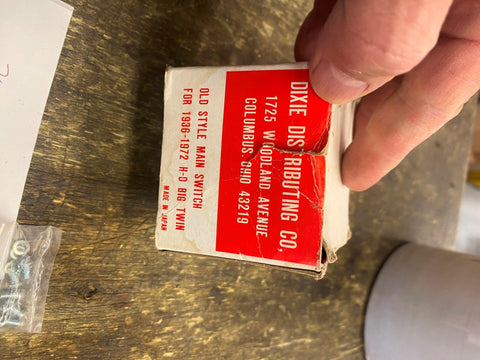 DIXIE DISTRIBUTING CO.
1725 WOODLAND AVENUE
COLUMBUS, OHIO 43219
OLD STYLE MAIN SWITCH
FOR 1936-1972 H-D BIG TWIN
MADE IN JAPAN